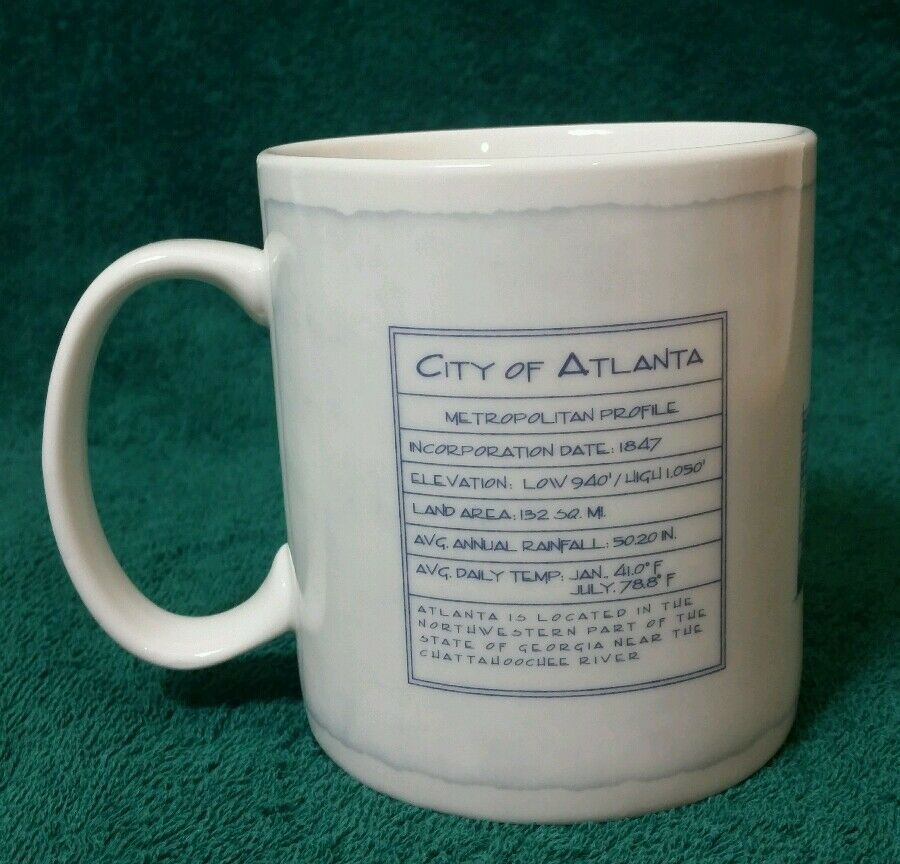 CITY OF ATLANTA
METROPOLITAN PROFILE
INCORPORATION DATE: 1847
ELEVATION: LOW 940' / HIGH 1,050'
LAND AREA: 132 SQ. MI.
AVG. ANNUAL RAINFALL: 50.20 IN.
AVG. DAILY TEMP: JAN. 41.0° F
JULY. 78.8° F
ATLANTA IS LOCATED IN THE
NORTHWESTERN PART OF THE
STATE OF GEORGIA NEAR THE
CHATTAHOOCHEE RIVER